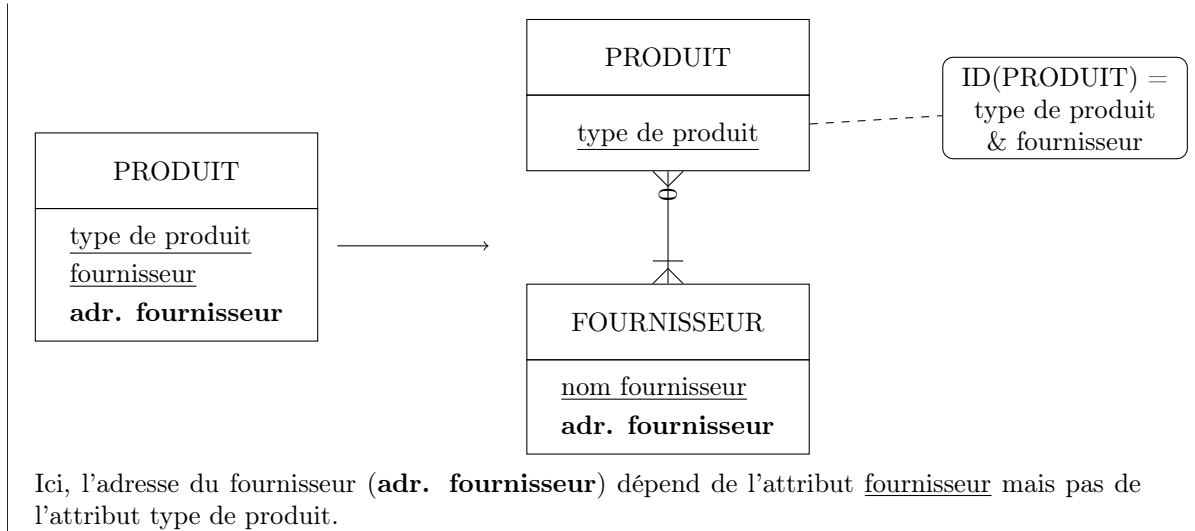 PRODUIT
type de produit
fournisseur
adr. fournisseur
PRODUIT
type de produit
ID(PRODUIT) =
type de produit
& fournisseur
0
FOURNISSEUR
nom fournisseur
adr. fournisseur
Ici, l'adresse du fournisseur (adr. fournisseur) dépend de l'attribut fournisseur mais pas de
l'attribut type de produit.